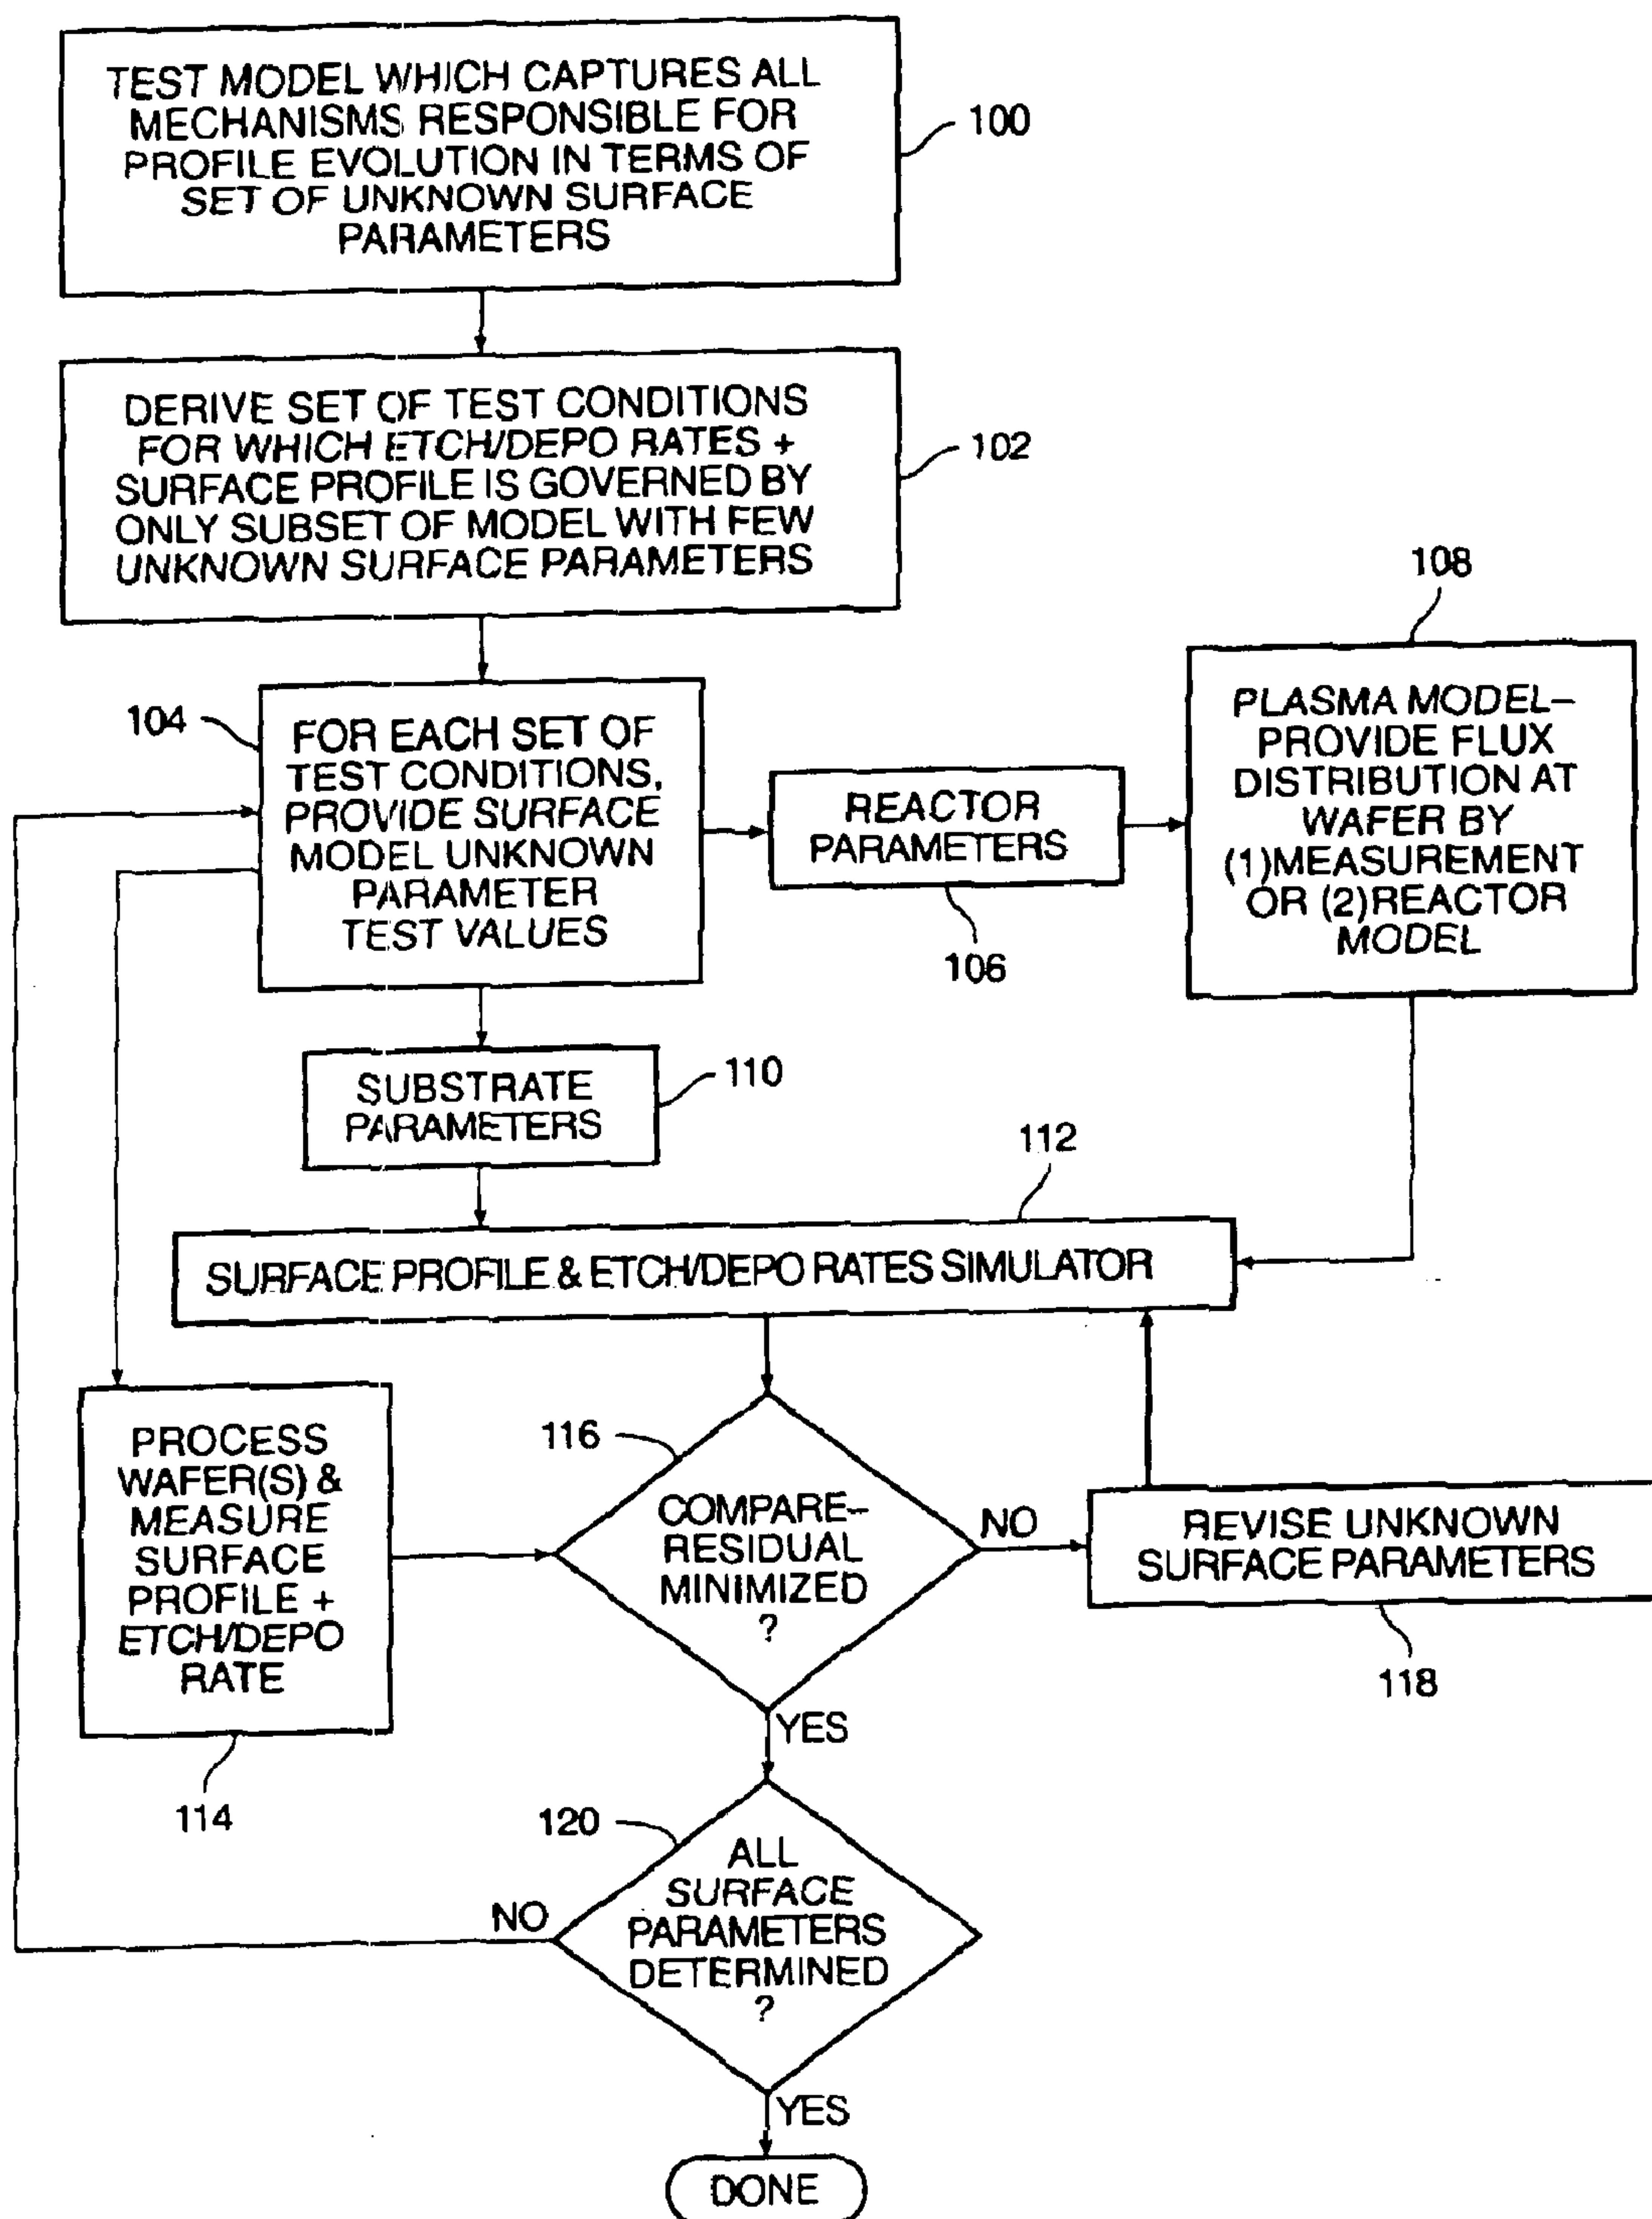 TEST MODEL WHICH CAPTURES ALL
MECHANISMS RESPONSIBLE FOR
PROFILE EVOLUTION IN TERMS OF
SET OF UNKNOWN SURFACE
PARAMETERS
100
DERIVE SET OF TEST CONDITIONS
FOR WHICH ETCH/DEPO RATES +
SURFACE PROFILE IS GOVERNED BY
ONLY SUBSET OF MODEL WITH FEW
UNKNOWN SURFACE PARAMETERS
102
104
FOR EACH SET OF
TEST CONDITIONS,
PROVIDE SURFACE
MODEL UNKNOWN
PARAMETER
TEST VALUES
REACTOR
PARAMETERS
106
108
PLASMA MODEL–
PROVIDE FLUX
DISTRIBUTION AT
WAFER BY
(1)MEASUREMENT
OR (2)REACTOR
MODEL
SUBSTRATE
PARAMETERS
110
112
SURFACE PROFILE & ETCH/DEPO RATES SIMULATOR
PROCESS
WAFER(S) &
MEASURE
SURFACE
PROFILE +
ETCH/DEPO
RATE
114
116
COMPARE–
RESIDUAL
MINIMIZED
?
NO
REVISE UNKNOWN
SURFACE PARAMETERS
118
YES
120
ALL
SURFACE
PARAMETERS
DETERMINED
?
NO
YES
DONE